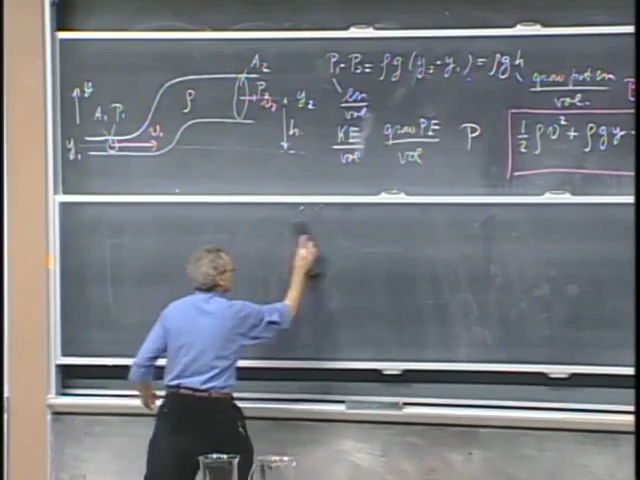 P₁-P₂ = ρg(y₂-y₁) = ρgh
en/vol
grav pot en/vol.
KE/vol grav PE/vol P
½ρv² + ρgy
y
A₂
P₂
v₂
y₂
ρ
A₁ P₁
v₁
h
y₁